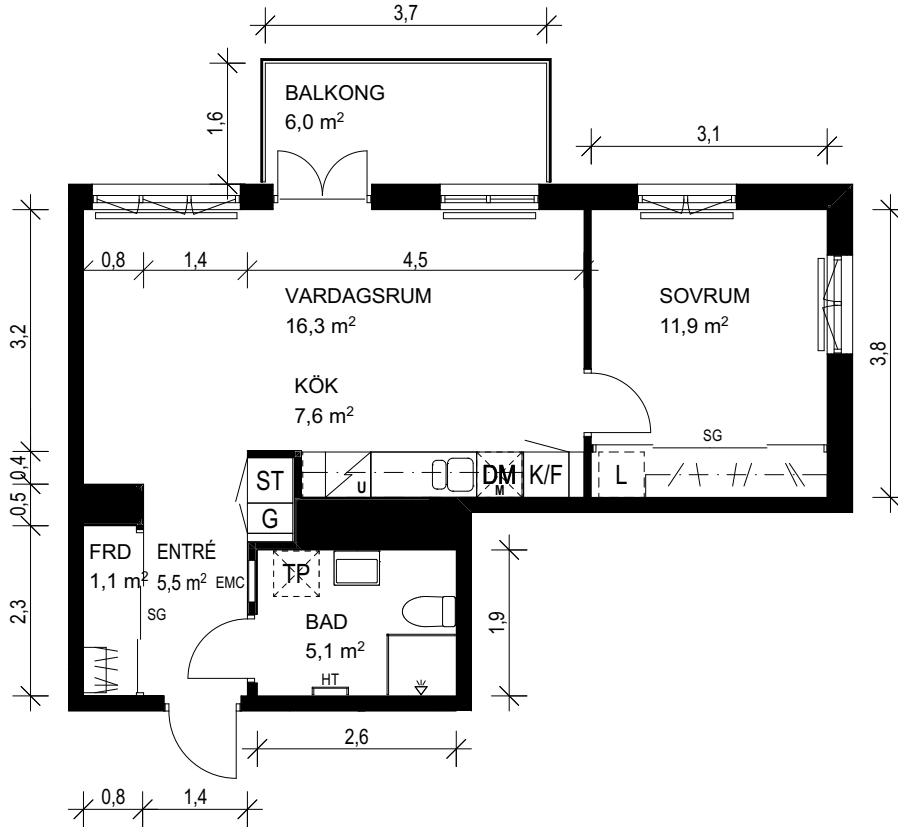 3,7
BALKONG
6,0 m²
1,6
3,1
0,8
1,4
4,5
VARDAGSRUM
16,3 m²
SOVRUM
11,9 m²
3,2
3,8
KÖK
7,6 m²
SG
0,4
ST
U
DM
M
K/F
L
0,5
G
FRD
1,1 m²
ENTRÉ
5,5 m²
EMC
TP
SG
BAD
5,1 m²
2,3
1,9
HT
2,6
0,8
1,4